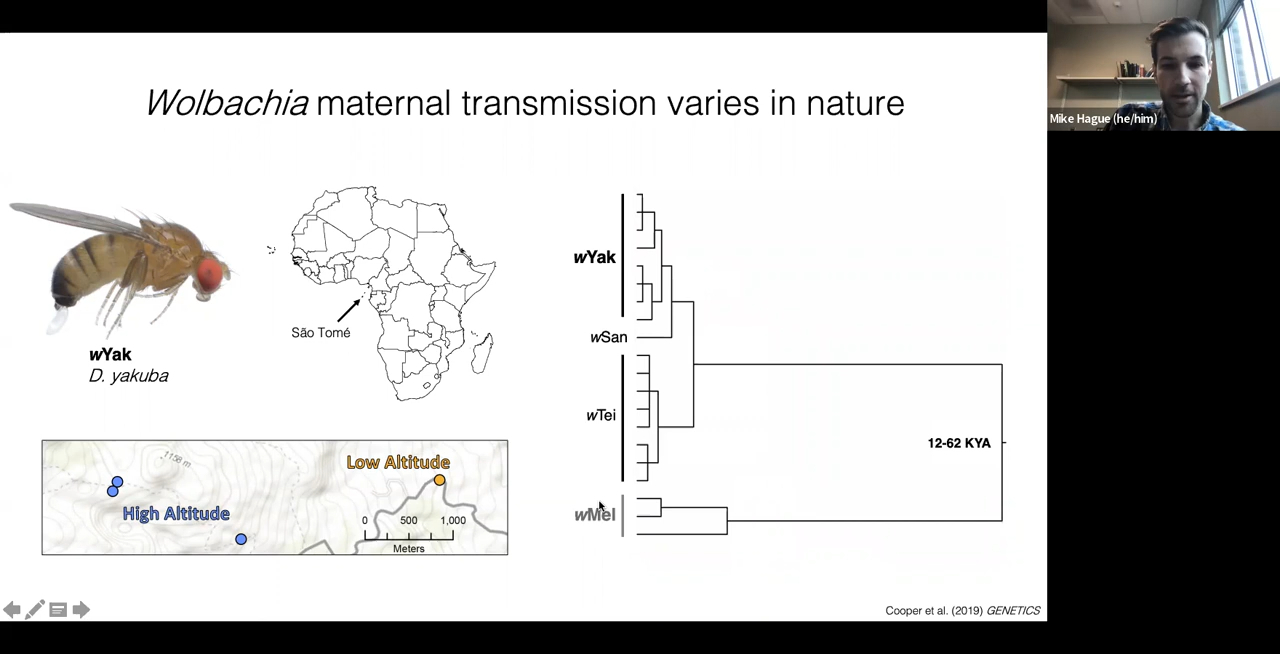 Wolbachia maternal transmission varies in nature
Mike Hague (he/him)
São Tomé
wYak
D. yakuba
1158 m
Low Altitude
High Altitude
0 500 1,000
Meters
wYak
wSan
wTei
wMel
12-62 KYA
Cooper et al. (2019) GENETICS